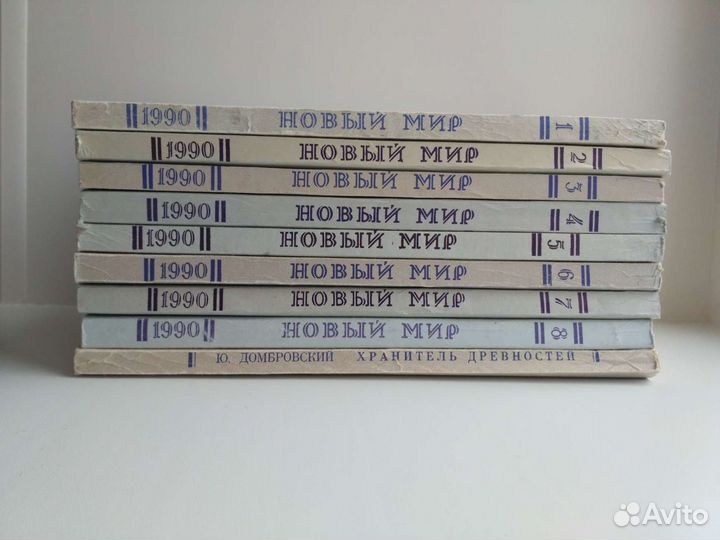 1990 НОВЫЙ МИР 1
1990 НОВЫЙ МИР 2
1990 НОВЫЙ МИР 3
1990 НОВЫЙ МИР 4
1990 НОВЫЙ МИР 5
1990 НОВЫЙ МИР 6
1990 НОВЫЙ МИР 7
1990 НОВЫЙ МИР 8
Ю. ДОМБРОВСКИЙ ХРАНИТЕЛЬ ДРЕВНОСТЕЙ
Avito